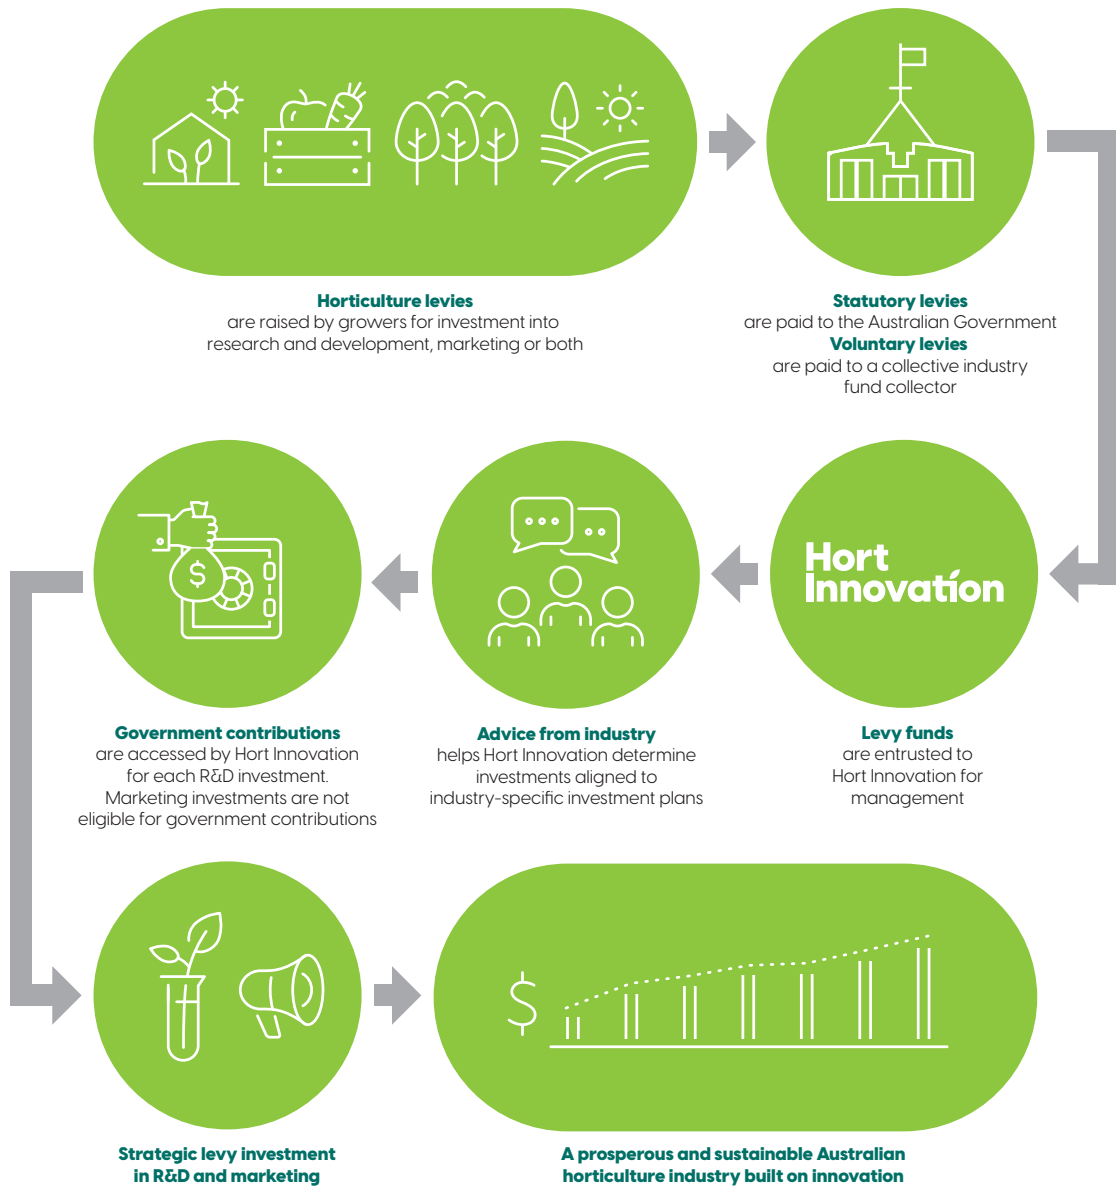 Horticulture levies
are raised by growers for investment into
research and development, marketing or both
Statutory levies
are paid to the Australian Government
Voluntary levies
are paid to a collective industry
fund collector
Hort
Innovation
Levy funds
are entrusted to
Hort Innovation for
management
Advice from industry
helps Hort Innovation determine
investments aligned to
industry-specific investment plans
$
Government contributions
are accessed by Hort Innovation
for each R&D investment.
Marketing investments are not
eligible for government contributions
Strategic levy investment
in R&D and marketing
$
A prosperous and sustainable Australian
horticulture industry built on innovation